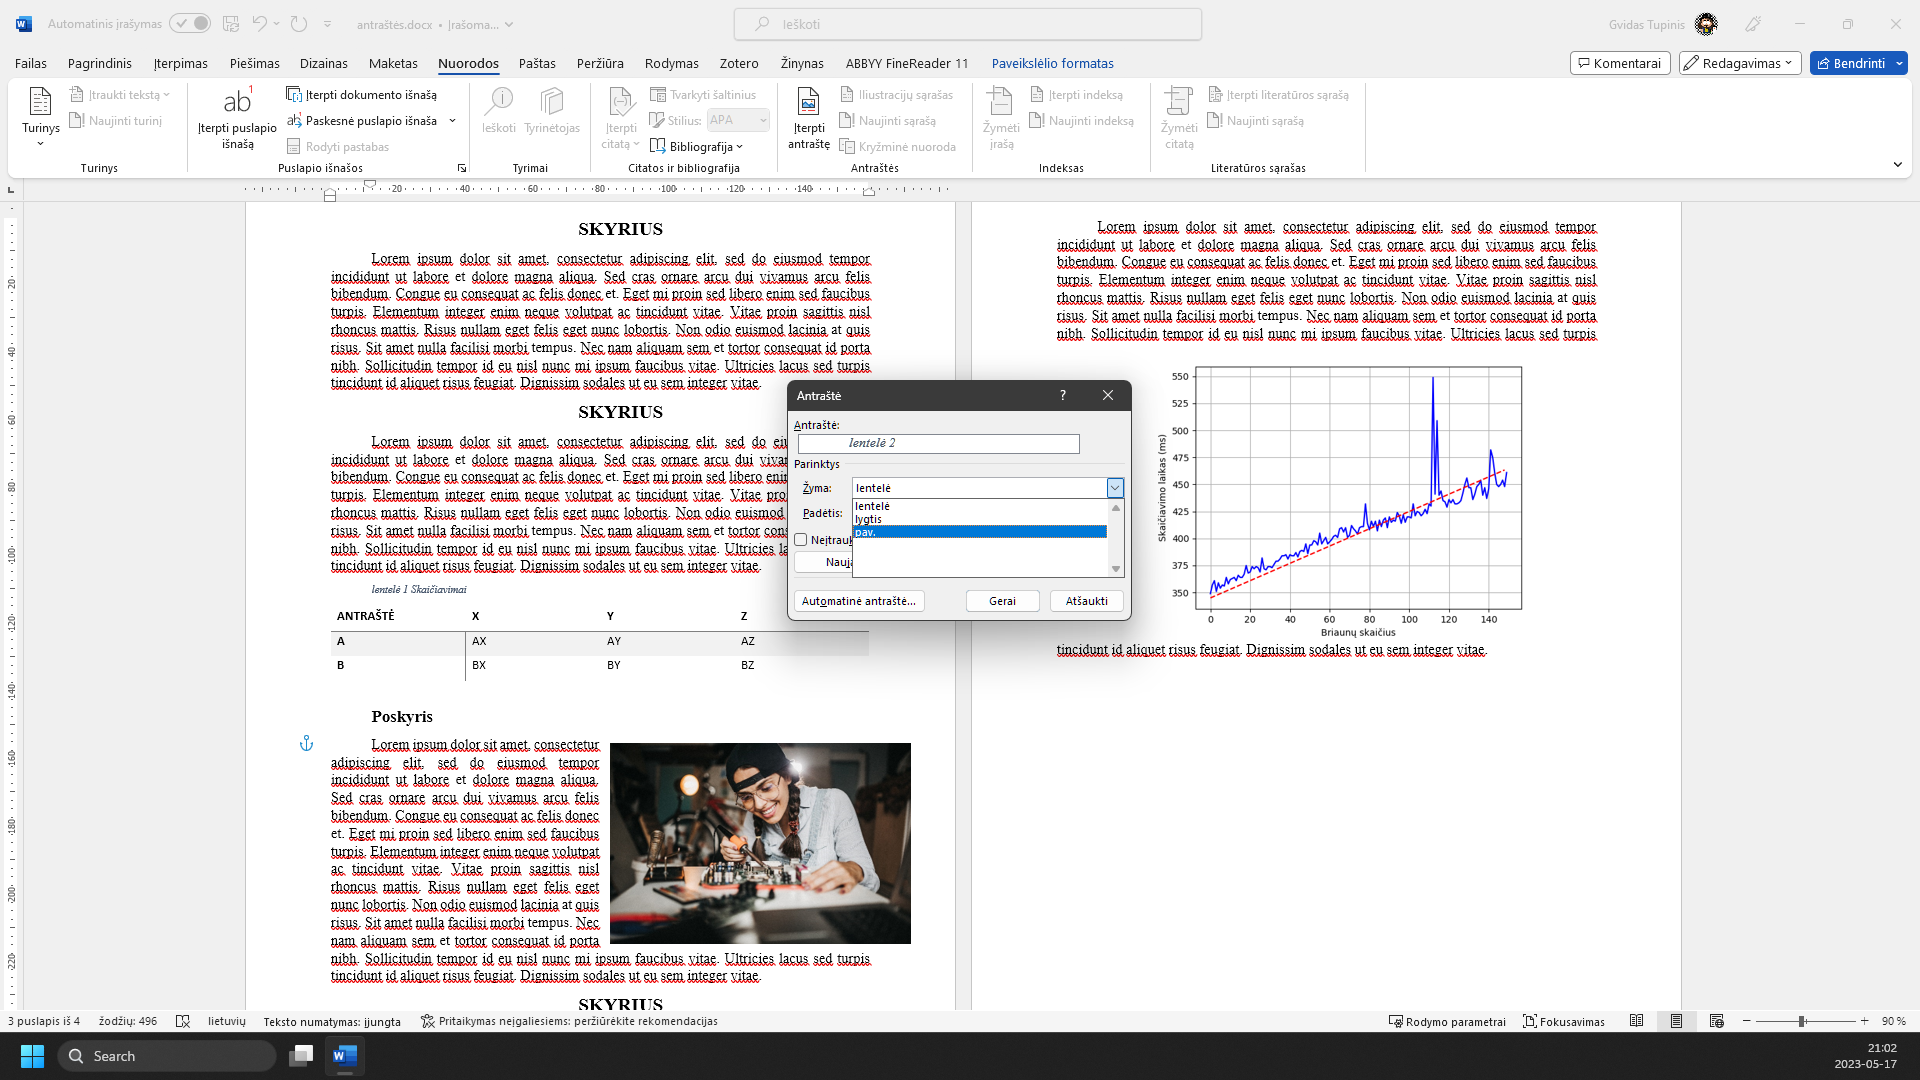 Automatinis įrašymas
antraštės.docx • Įrašoma...
Ieškoti
Gvidas Tupinis
Failas Pagrindinis Įterpimas Piešimas Dizainas Maketas Nuorodos Paštas Peržiūra Rodymas Zotero Žinynas ABBYY FineReader 11 Paveikslėlio formatas
Komentarai Redagavimas Bendrinti
Turinys
Įtraukti tekstą
Naujinti turinį
Turinys
ab1
Įterpti puslapio
išnašą
Įterpti dokumento išnašą
Paskesnė puslapio išnaša
Rodyti pastabas
Puslapio išnašos
Ieškoti Tyrinėtojas
Tyrimai
Įterpti
citatą
Tvarkyti šaltinius
Stilius: APA
Bibliografija
Citatos ir bibliografija
Įterpti
antraštę
Iliustracijų sąrašas
Naujinti sąrašą
Kryžminė nuoroda
Antraštės
Žymėti
įrašą
Įterpti indeksą
Naujinti indeksą
Indeksas
Žymėti
citatą
Įterpti literatūros sąrašą
Naujinti sąrašą
Literatūros sąrašas
20 40 60 80 100 120 140
20 40 60 80 100 120 140 160 180 200 220
SKYRIUS
Lorem ipsum dolor sit amet, consectetur adipiscing elit, sed do eiusmod tempor
incididunt ut labore et dolore magna aliqua. Sed cras ornare arcu dui vivamus arcu felis
bibendum. Congue eu consequat ac felis donec et. Eget mi proin sed libero enim sed faucibus
turpis. Elementum integer enim neque volutpat ac tincidunt vitae. Vitae proin sagittis nisl
rhoncus mattis. Risus nullam eget felis eget nunc lobortis. Non odio euismod lacinia at quis
risus. Sit amet nulla facilisi morbi tempus. Nec nam aliquam sem et tortor consequat id porta
nibh. Sollicitudin tempor id eu nisl nunc mi ipsum faucibus vitae. Ultricies lacus sed turpis
tincidunt id aliquet risus feugiat. Dignissim sodales ut eu sem integer vitae.
SKYRIUS
Lorem ipsum dolor sit amet, consectetur adipiscing elit, sed do eiu
incididunt ut labore et dolore magna aliqua. Sed cras ornare arcu dui vivam
bibendum. Congue eu consequat ac felis donec et. Eget mi proin sed libero
turpis. Elementum integer enim neque volutpat ac tincidunt vitae. Vitae pro
rhoncus mattis. Risus nullam eget felis eget nunc lobortis. Non odio euismod
risus. Sit amet nulla facilisi morbi tempus. Nec nam aliquam sem et tortor co
nibh. Sollicitudin tempor id eu nisl nunc mi ipsum faucibus vitae. Ultricies la
tincidunt id aliquet risus feugiat. Dignissim sodales ut eu sem integer vitae.
lentelė 1 Skaičiavimai
ANTRAŠTĖ X Y Z
A AX AY AZ
B BX BY BZ
Poskyris
Lorem ipsum dolor sit amet, consectetur
adipiscing elit, sed do eiusmod tempor
incididunt ut labore et dolore magna aliqua.
Sed cras ornare arcu dui vivamus arcu felis
bibendum. Congue eu consequat ac felis donec
et. Eget mi proin sed libero enim sed faucibus
turpis. Elementum integer enim neque volutpat
ac tincidunt vitae. Vitae proin sagittis nisl
rhoncus mattis. Risus nullam eget felis eget
nunc lobortis. Non odio euismod lacinia at quis
risus. Sit amet nulla facilisi morbi tempus. Nec
nam aliquam sem et tortor consequat id porta
nibh. Sollicitudin tempor id eu nisl nunc mi ipsum faucibus vitae. Ultricies lacus sed turpis
tincidunt id aliquet risus feugiat. Dignissim sodales ut eu sem integer vitae.
SKYRIUS
Lorem ipsum dolor sit amet, consectetur adipiscing elit, sed do eiusmod tempor
incididunt ut labore et dolore magna aliqua. Sed cras ornare arcu dui vivamus arcu felis
bibendum. Congue eu consequat ac felis donec et. Eget mi proin sed libero enim sed faucibus
turpis. Elementum integer enim neque volutpat ac tincidunt vitae. Vitae proin sagittis nisl
rhoncus mattis. Risus nullam eget felis eget nunc lobortis. Non odio euismod lacinia at quis
risus. Sit amet nulla facilisi morbi tempus. Nec nam aliquam sem et tortor consequat id porta
nibh. Sollicitudin tempor id eu nisl nunc mi ipsum faucibus vitae. Ultricies lacus sed turpis
550
525
500
475
450
425
400
375
350
Skaičiavimo laikas (ms)
0 20 40 60 80 100 120 140
Briaunų skaičius
tincidunt id aliquet risus feugiat. Dignissim sodales ut eu sem integer vitae.
Antraštė ?
Antraštė:
lentelė 2
Parinktys
Žyma: lentelė
lentelė
lygtis
pav.
Padėtis:
Neįtrauk
Nauja
Automatinė antraštė... Gerai Atšaukti
3 puslapis iš 4 žodžių: 496 lietuvių Teksto numatymas: įjungta Pritaikymas neįgaliesiems: peržiūrėkite rekomendacijas
Rodymo parametrai Fokusavimas 90 %
Search
21:02
2023-05-17